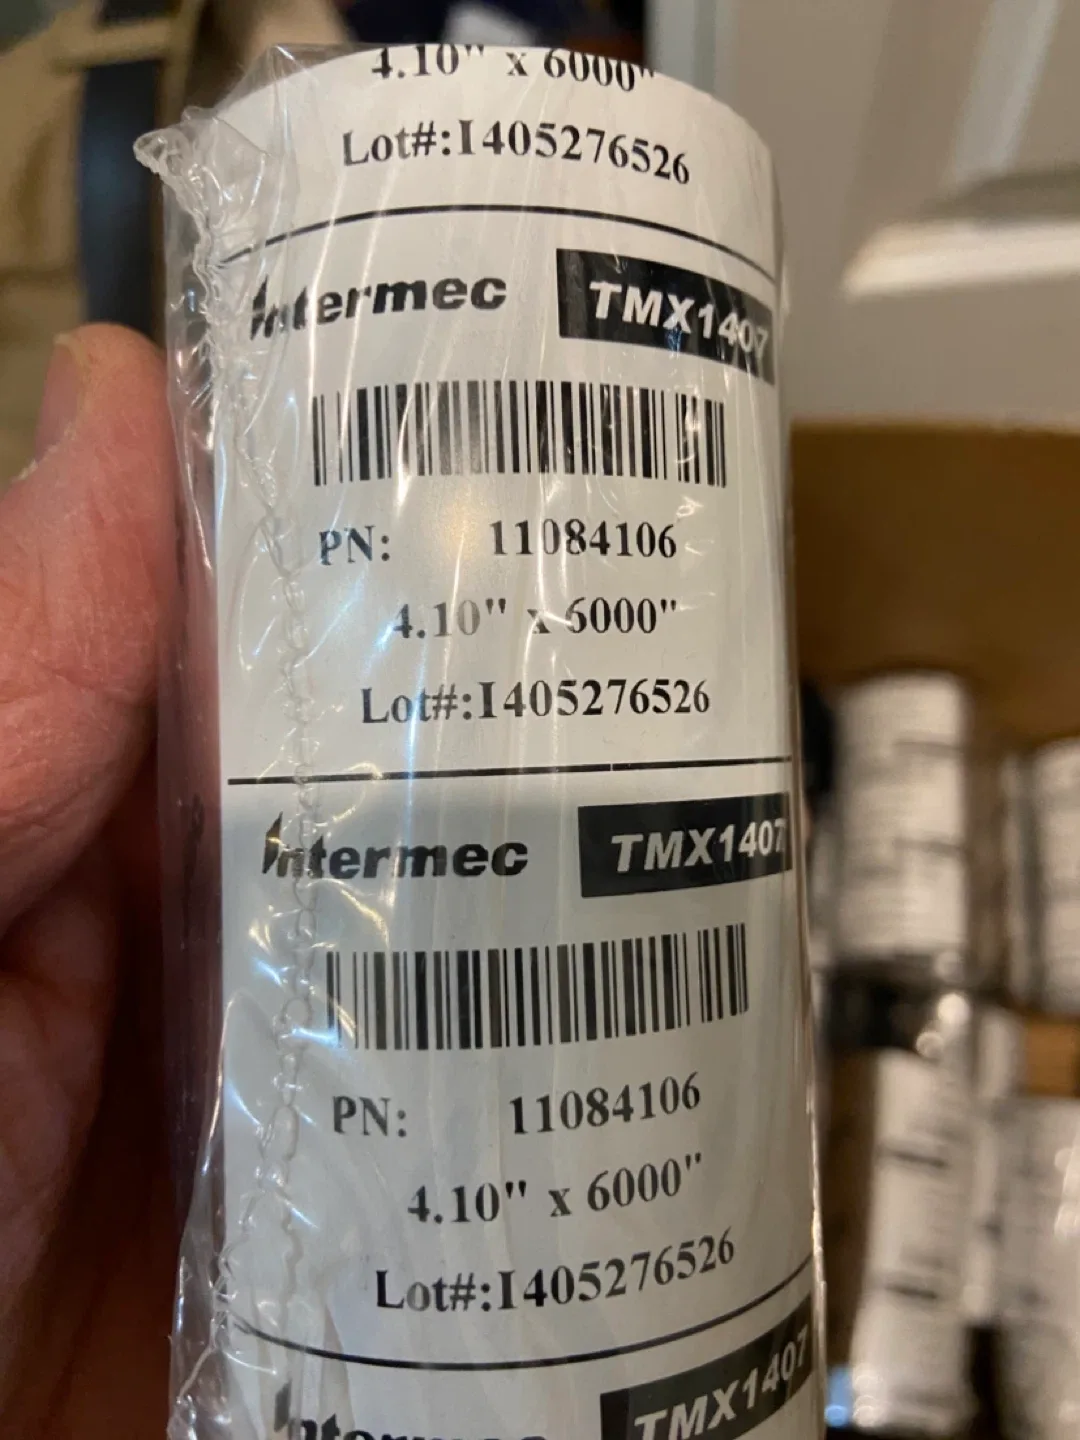 4.10" x 6000"
Lot#:I405276526
Intermec TMX1407
PN: 11084106
4.10" x 6000"
Lot#:I405276526
Intermec TMX1407
PN: 11084106
4.10" x 6000"
Lot#:I405276526
Intermec TMX1407